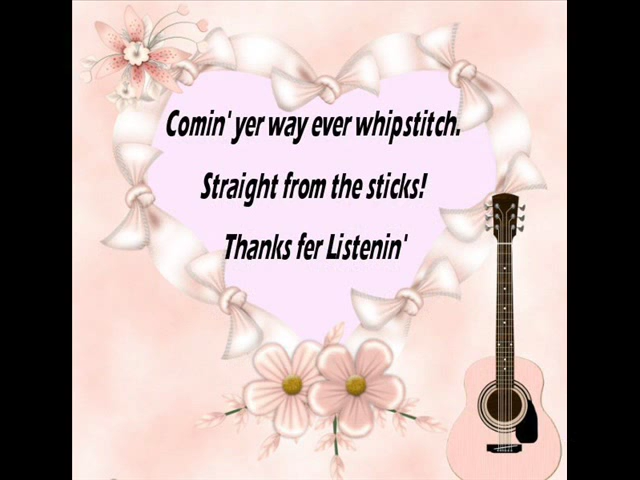 Comin' yer way ever whipstitch.
Straight from the sticks!
Thanks fer Listenin'